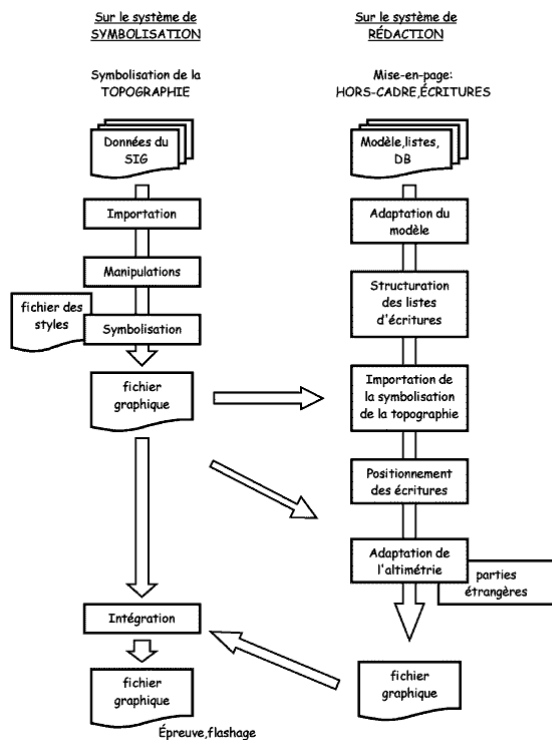 Sur le système de
SYMBOLISATION
Symbolisation de la
TOPOGRAPHIE
Données du
SIG
Importation
Manipulations
fichier des
styles
Symbolisation
fichier
graphique
Intégration
fichier
graphique
Épreuve,flashage
Sur le système de
RÉDACTION
Mise-en-page:
HORS-CADRE,ÉCRITURES
Modèle,listes,
DB
Adaptation du
modèle
Structuration
des listes
d'écritures
Importation de
la symbolisation
de la topographie
Positionnement
des écritures
Adaptation de
l'altimétrie
parties
étrangères
fichier
graphique